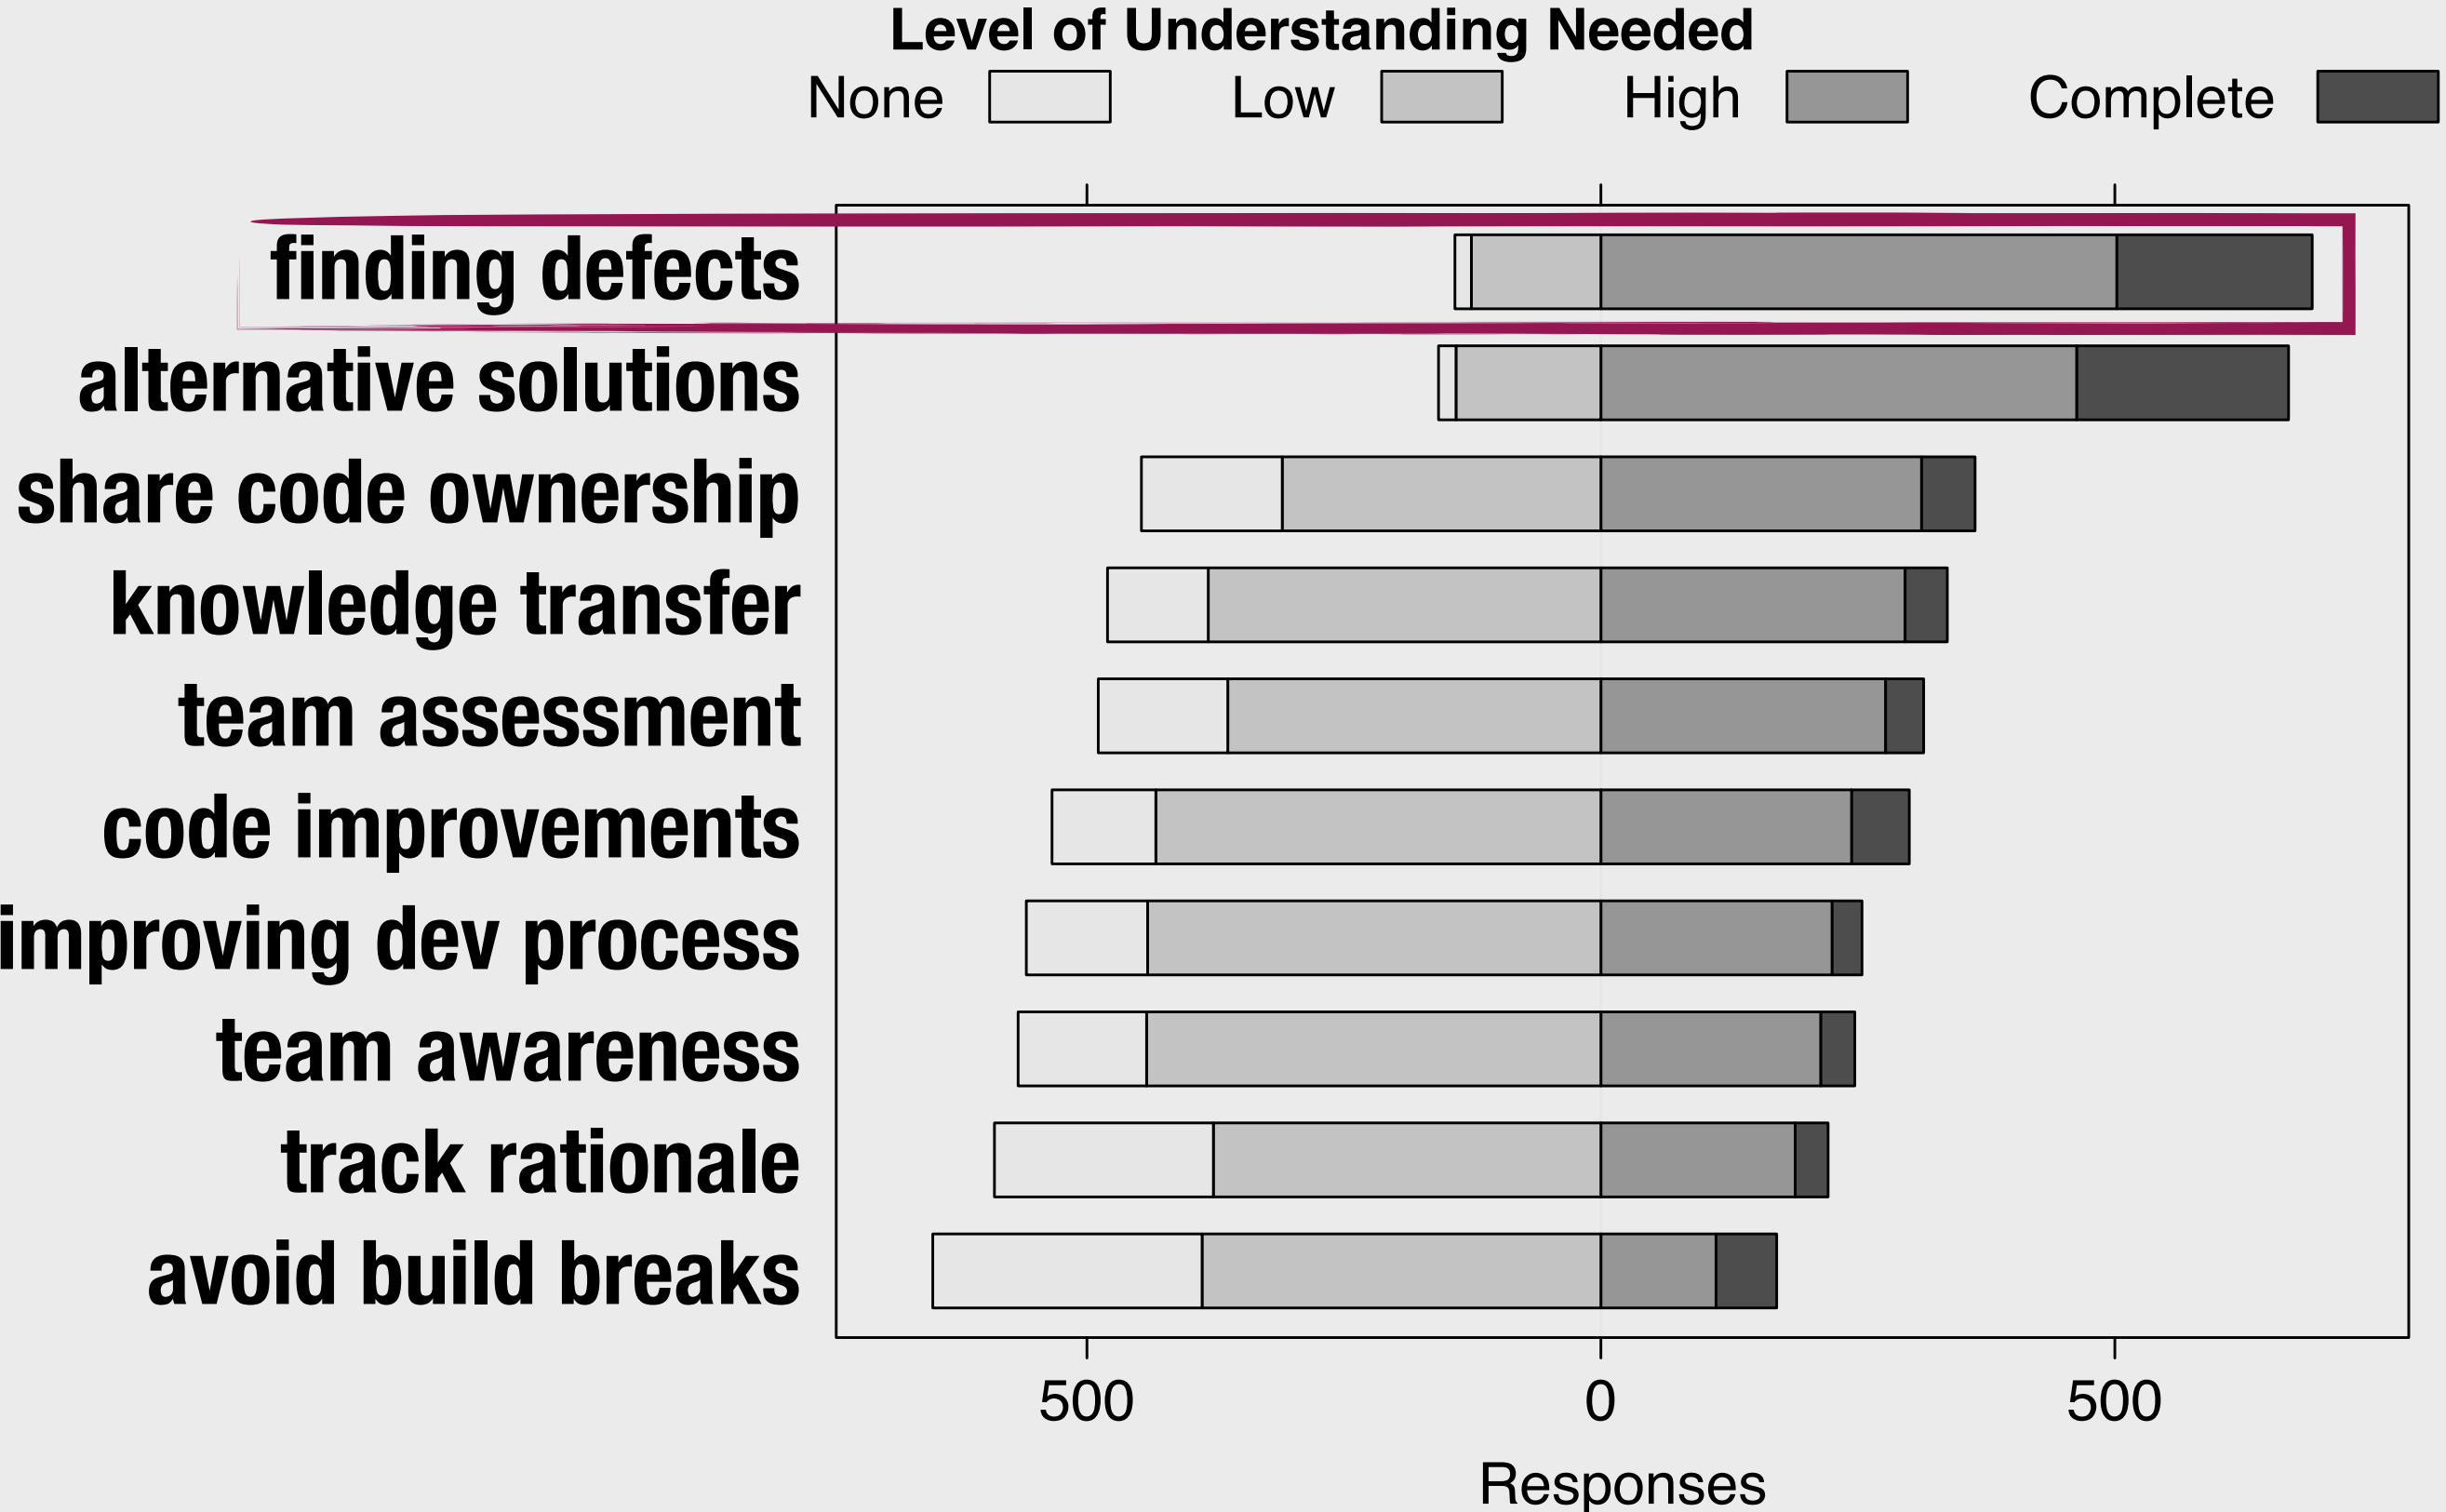 Level of Understanding Needed
None Low High Complete
finding defects
alternative solutions
share code ownership
knowledge transfer
team assessment
code improvements
improving dev process
team awareness
track rationale
avoid build breaks
500 0 500
Responses